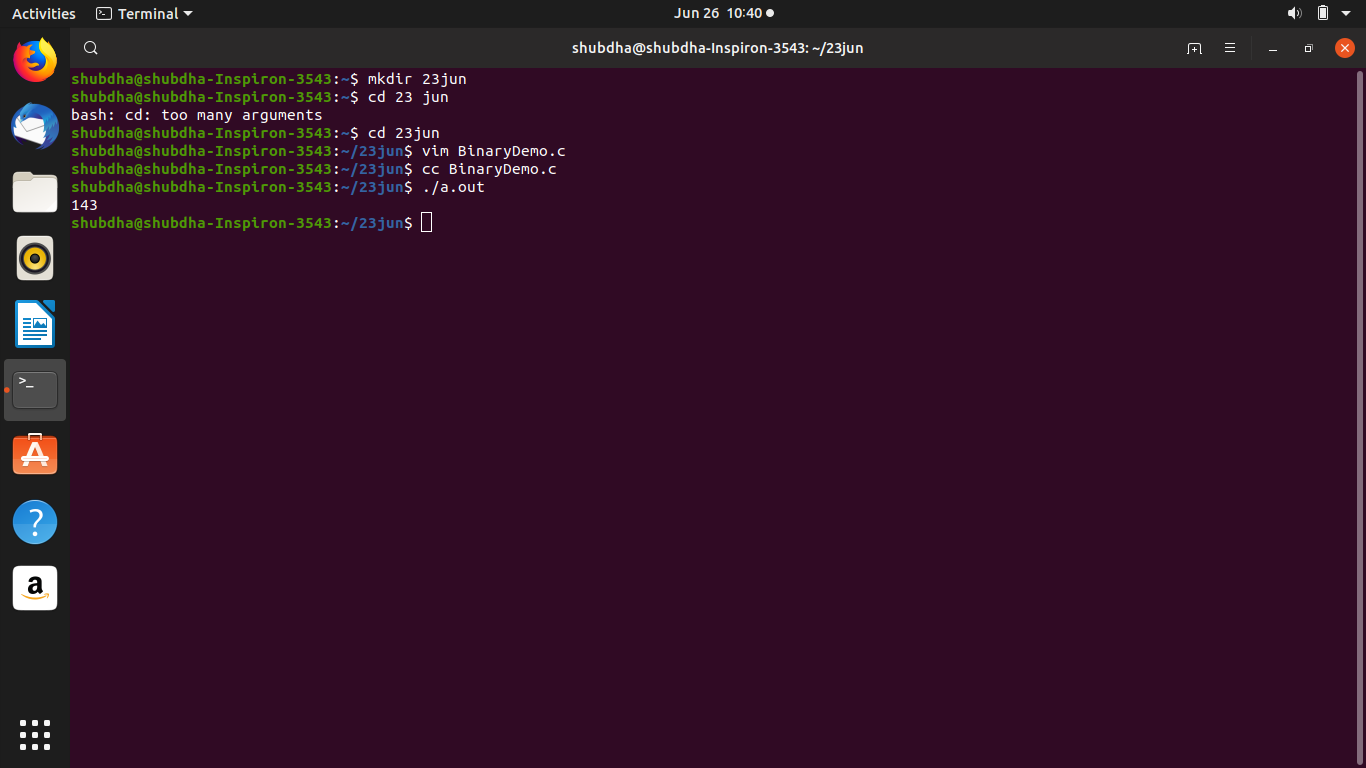 Activities
Terminal
Jun 26 10:40
shubdha@shubdha-Inspiron-3543: ~/23jun
shubdha@shubdha-Inspiron-3543:~$ mkdir 23jun
shubdha@shubdha-Inspiron-3543:~$ cd 23 jun
bash: cd: too many arguments
shubdha@shubdha-Inspiron-3543:~$ cd 23jun
shubdha@shubdha-Inspiron-3543:~/23jun$ vim BinaryDemo.c
shubdha@shubdha-Inspiron-3543:~/23jun$ cc BinaryDemo.c
shubdha@shubdha-Inspiron-3543:~/23jun$ ./a.out
143
shubdha@shubdha-Inspiron-3543:~/23jun$